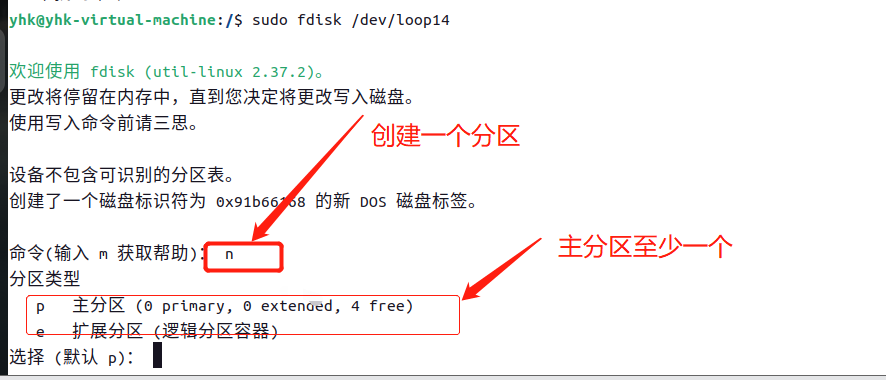 yhk@yhk-virtual-machine:/$ sudo fdisk /dev/loop14
欢迎使用 fdisk (util-linux 2.37.2)。
更改将停留在内存中，直到您决定将更改写入磁盘。
使用写入命令前请三思。
创建一个分区
设备不包含可识别的分区表。
创建了一个磁盘标识符为 0x91b66168 的新 DOS 磁盘标签。
主分区至少一个
命令(输入 m 获取帮助)： n
分区类型
p 主分区 (0 primary, 0 extended, 4 free)
e 扩展分区 (逻辑分区容器)
选择 (默认 p)：